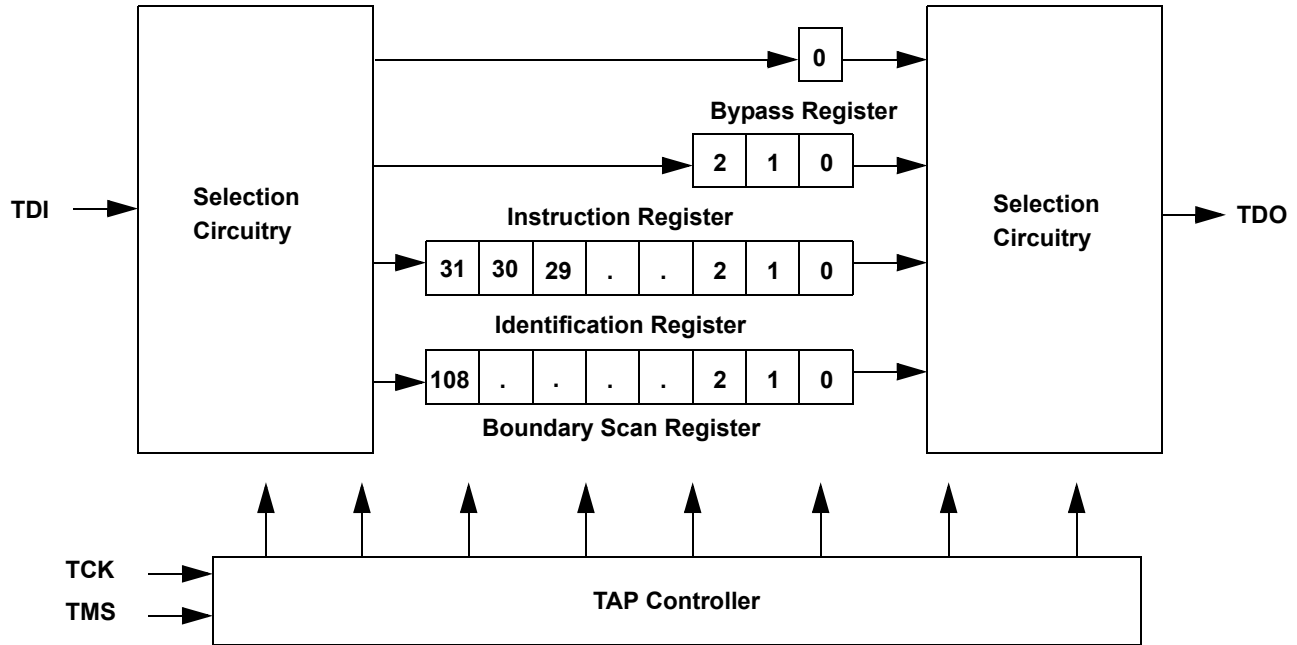 0
Bypass Register
2 1 0
Selection
Circuitry
Selection
Circuitry
TDI
TDO
Instruction Register
31 30 29 . . 2 1 0
Identification Register
108 . . . . 2 1 0
Boundary Scan Register
TCK
TMS
TAP Controller